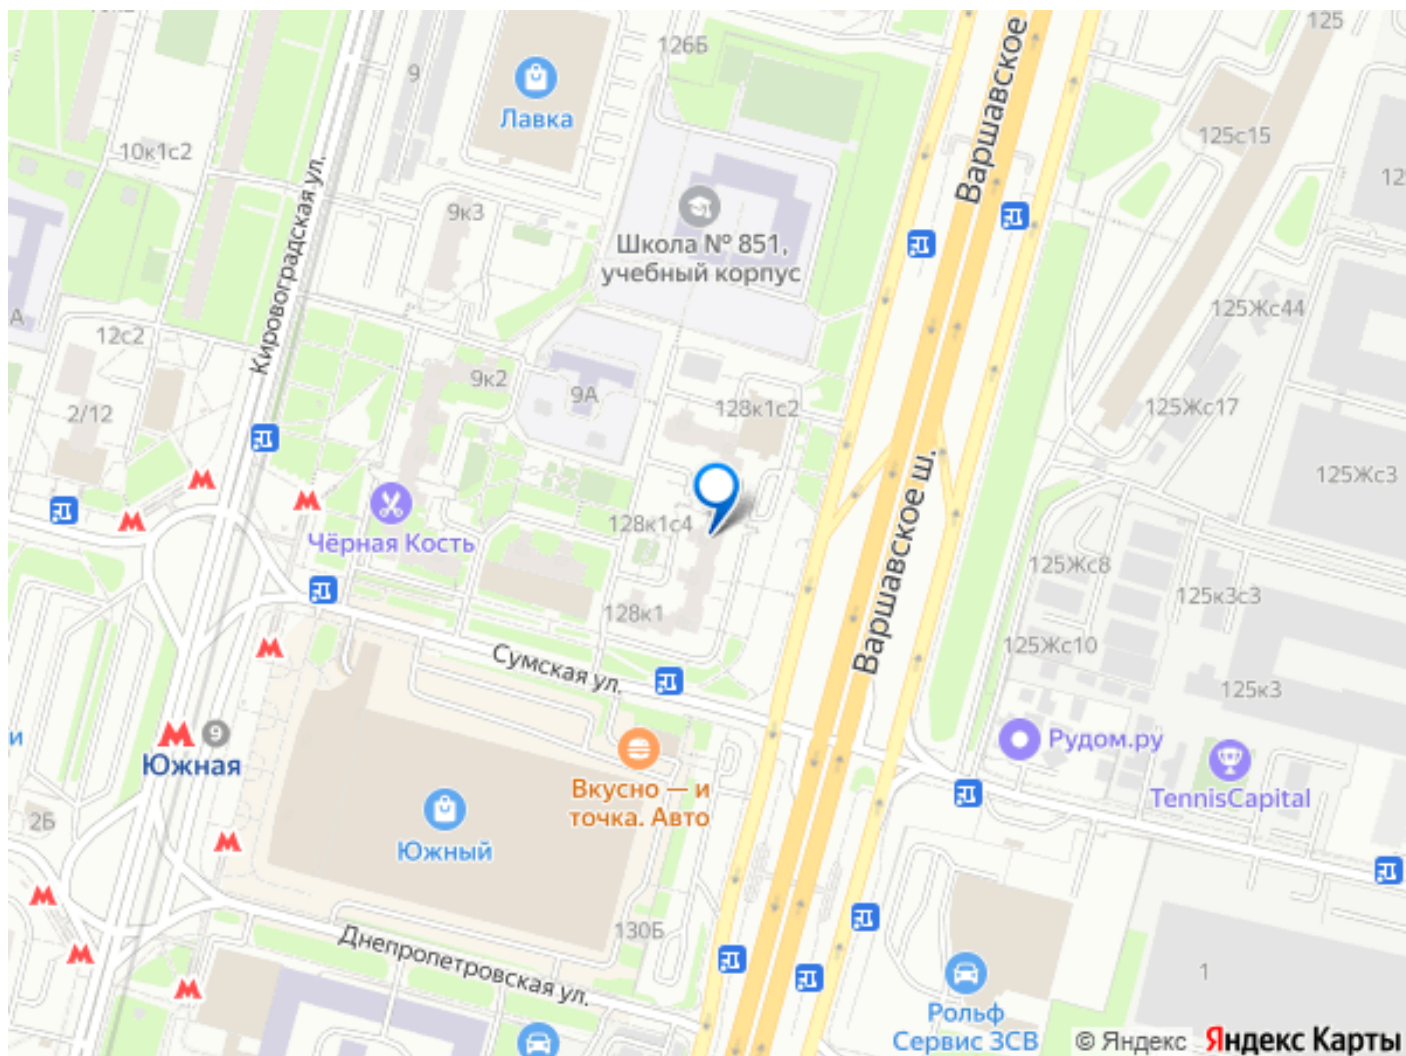 125
126Б
9
Лавка
Варшавское
125с15
10к1с2
12
9к3
Школа № 851,
учебный корпус
Кировоградская ул.
А
12с2
125Жс44
9к2
9А
2/12
128к1с2
125Жс17
125Жс3
128к1с4
Чёрная Кость
Варшавское ш.
125Жс8
125к3с3
128к1
125Жс10
Сумская ул.
125к3
и
9
Южная
Рудом.ру
Вкусно — и
точка. Авто
TennisCapital
2Б
Южный
130Б
Днепропетровская ул.
1
Рольф
Сервис ЗСВ
© Яндекс Яндекс Карты